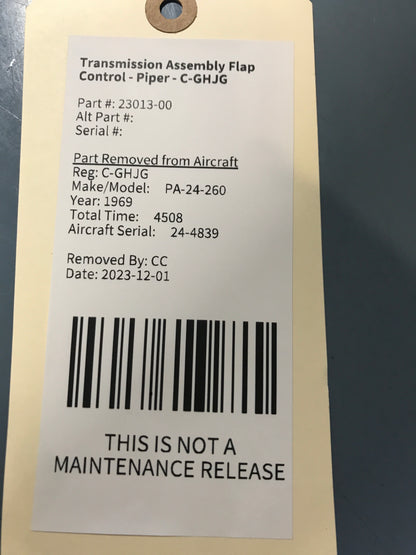 Transmission Assembly Flap
Control - Piper - C-GHJG
Part #: 23013-00
Alt Part #:
Serial #:
Part Removed from Aircraft
Reg: C-GHJG
Make/Model: PA-24-260
Year: 1969
Total Time: 4508
Aircraft Serial: 24-4839
Removed By: CC
Date: 2023-12-01
THIS IS NOT A
MAINTENANCE RELEASE